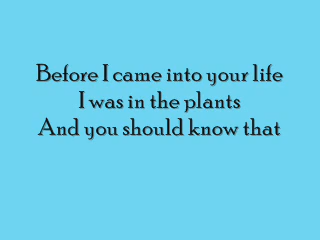 Before I came into your life
I was in the plants
And you should know that